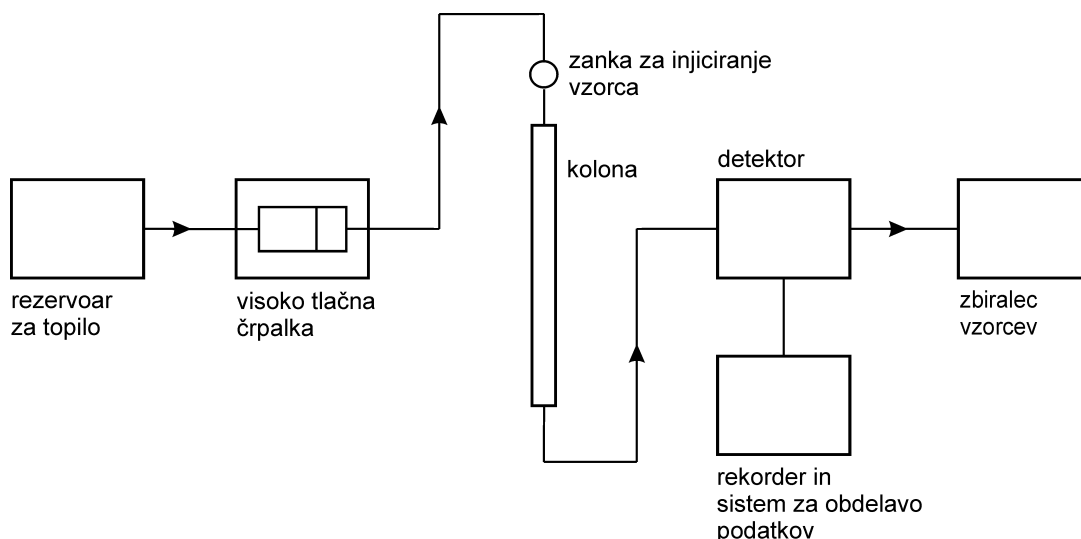 zanka za injiciranje
vzorca
kolona
detektor
rezervoar
za topilo
visoko tlačna
črpalka
zbiralec
vzorcev
rekorder in
sistem za obdelavo
podatkov